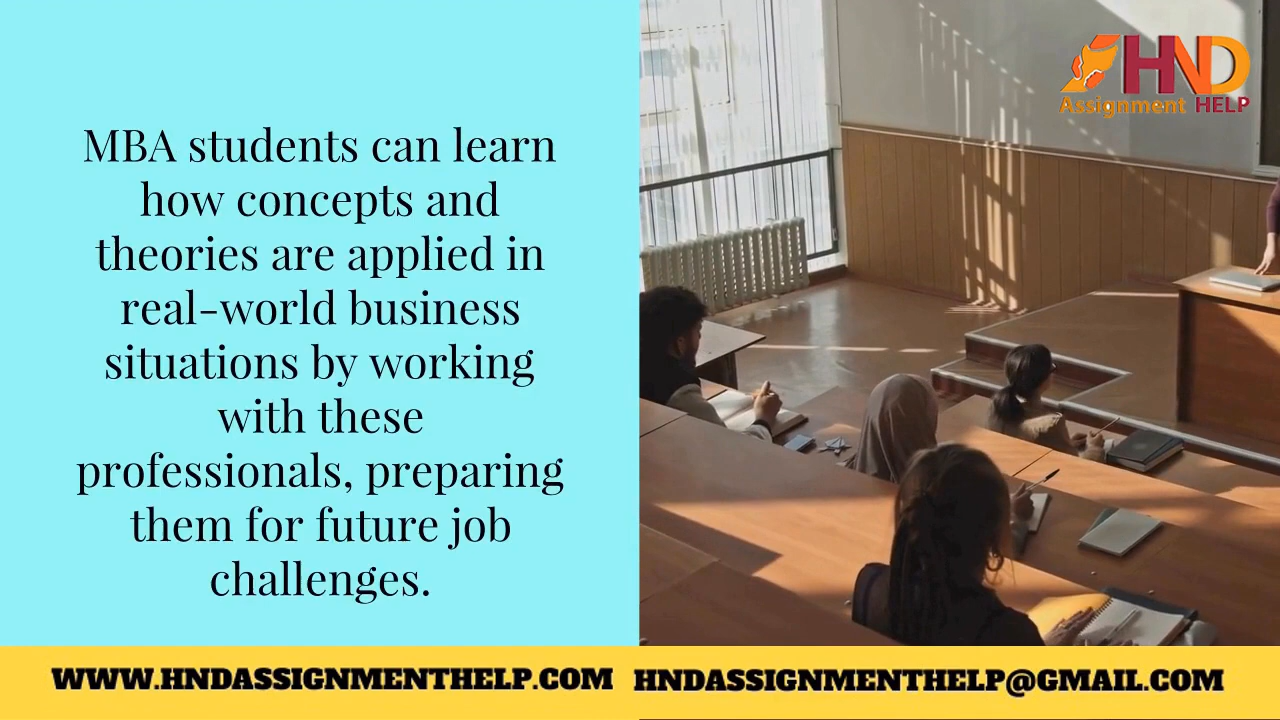 MBA students can learn
how concepts and
theories are applied in
real-world business
situations by working
with these
professionals, preparing
them for future job
challenges.
HND
Assignment HELP
WWW.HNDASSIGNMENTHELP.COM HNDASSIGNMENTHELP@GMAIL.COM